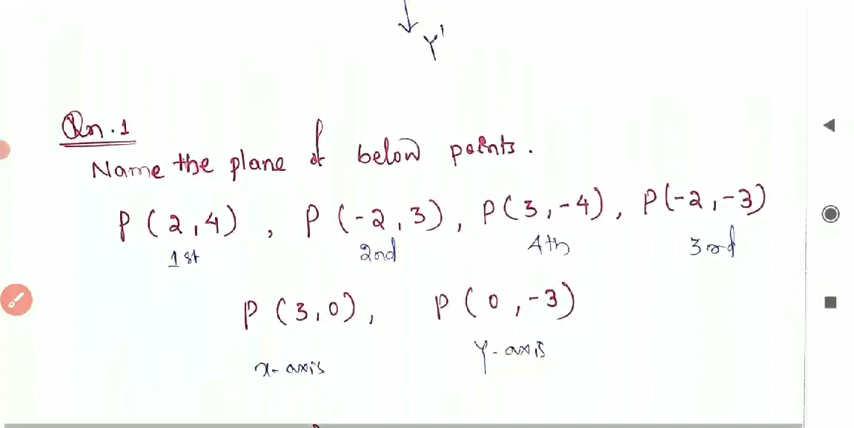 Y'
Qn.1
Name the plane of below points.
P(2,4), P(-2,3), P(3,-4), P(-2,-3)
1st 2nd 4th 3rd
P(3,0), P(0,-3)
x-axis Y-axis